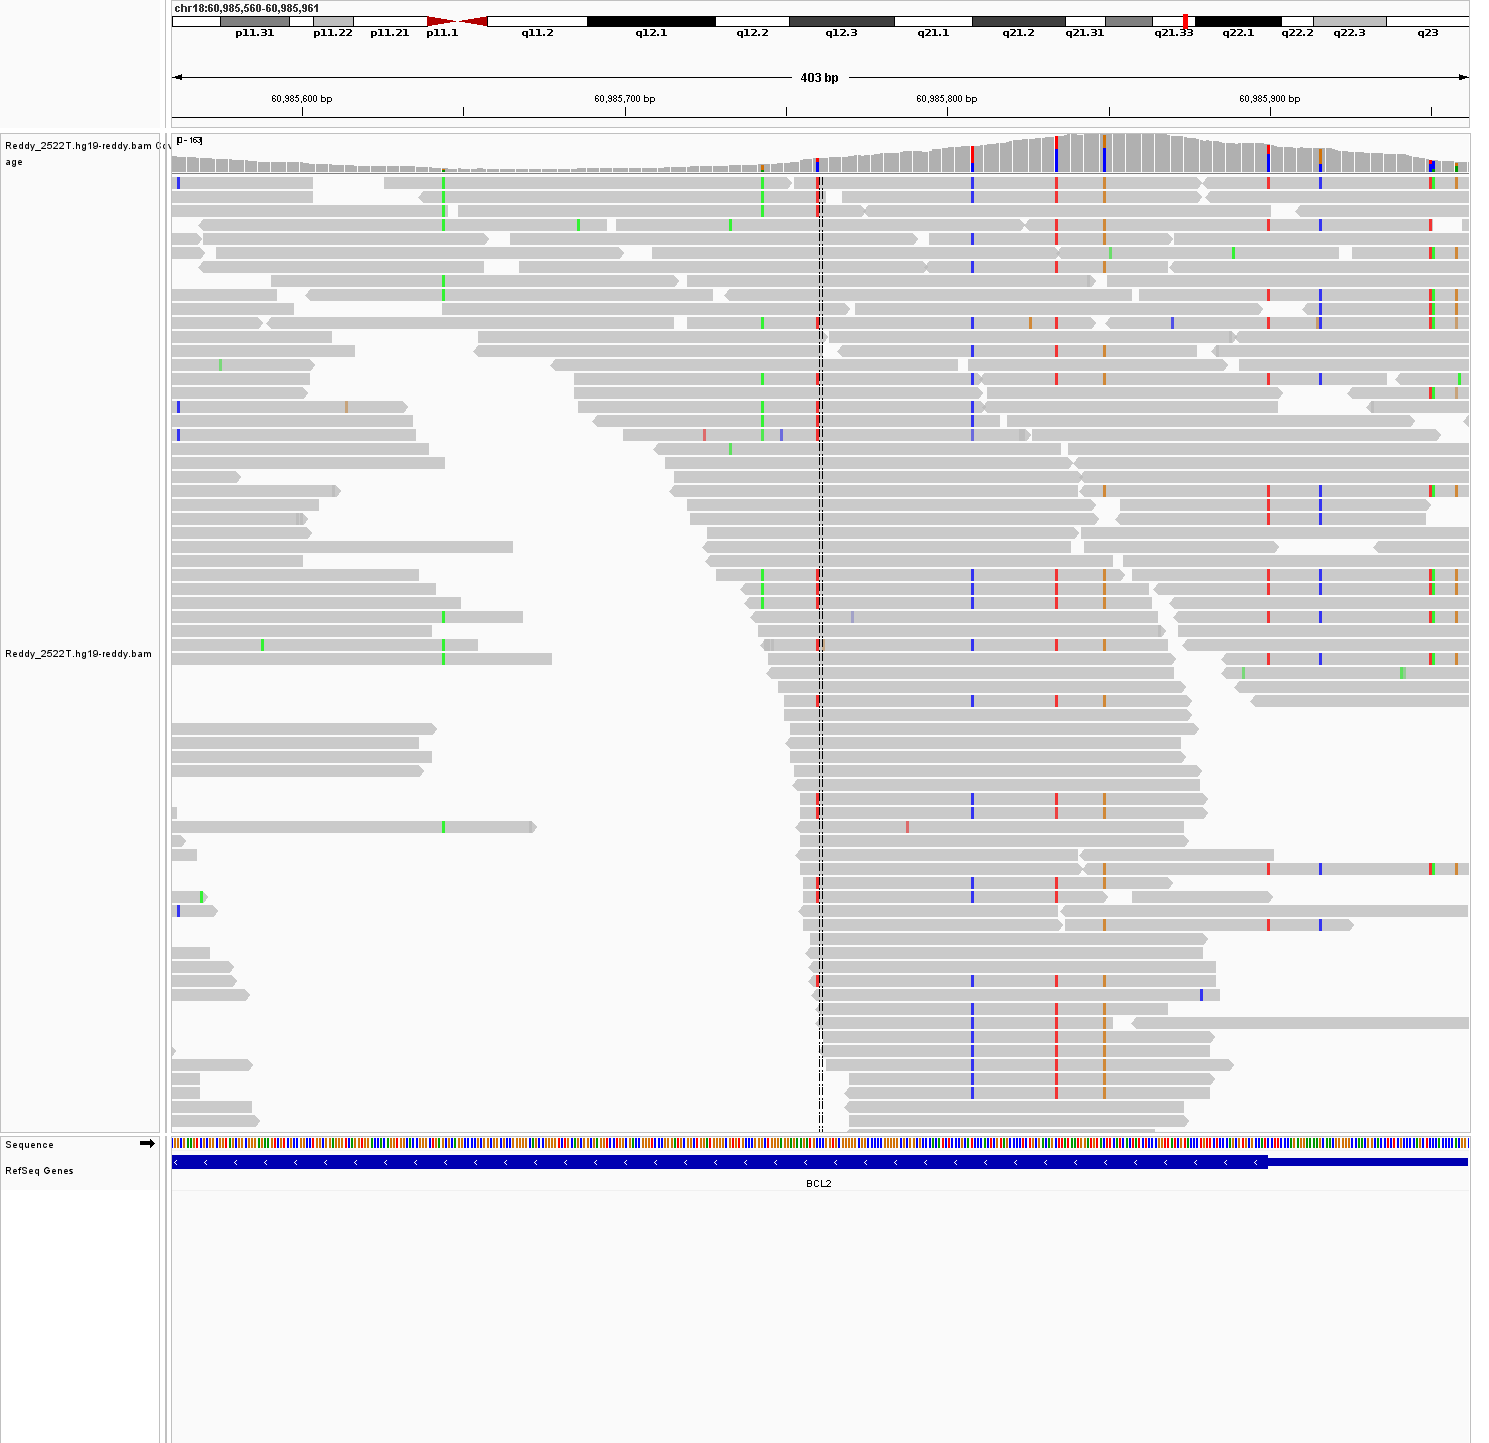 chr18:60,985,560-60,985,961
p11.31 p11.22 p11.21 p11.1 q11.2 q12.1 q12.2 q12.3 q21.1 q21.2 q21.31 q21.33 q22.1 q22.2 q22.3 q23
403 bp
60,985,600 bp 60,985,700 bp 60,985,800 bp 60,985,900 bp
[0 - 163]
Reddy_2522T.hg19-reddy.bam Cov
age
Reddy_2522T.hg19-reddy.bam
Sequence
RefSeq Genes
BCL2